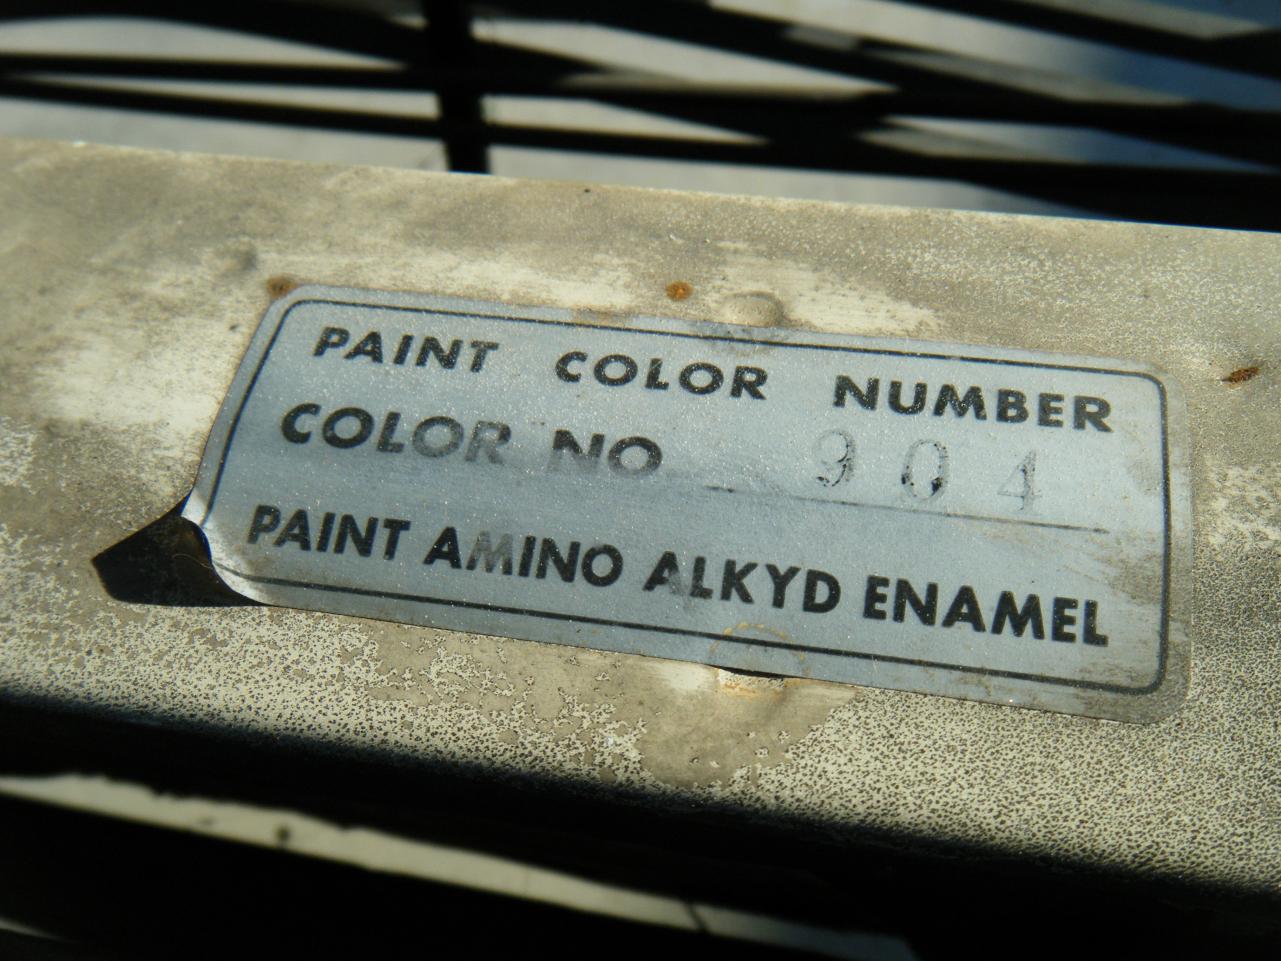 PAINT COLOR NUMBER
COLOR NO 904
PAINT AMINO ALKYD ENAMEL